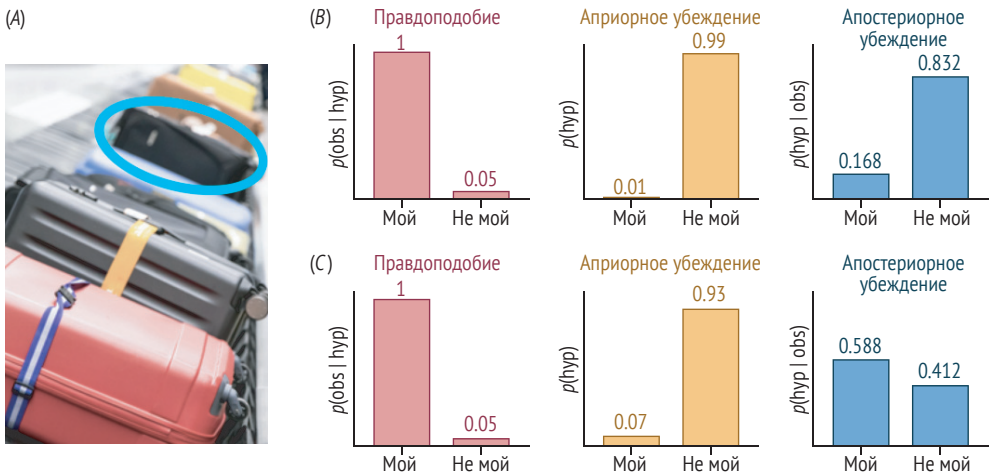 (A)
(B)
Правдоподобие
1
0.05
p(obs | hyp)
Мой
Не мой
Априорное убеждение
0.99
0.01
p(hyp)
Мой
Не мой
Апостериорное
убеждение
0.832
0.168
p(hyp | obs)
Мой
Не мой
(C)
Правдоподобие
1
0.05
p(obs | hyp)
Мой
Не мой
Априорное убеждение
0.93
0.07
p(hyp)
Мой
Не мой
Апостериорное
убеждение
0.588
0.412
p(hyp | obs)
Мой
Не мой